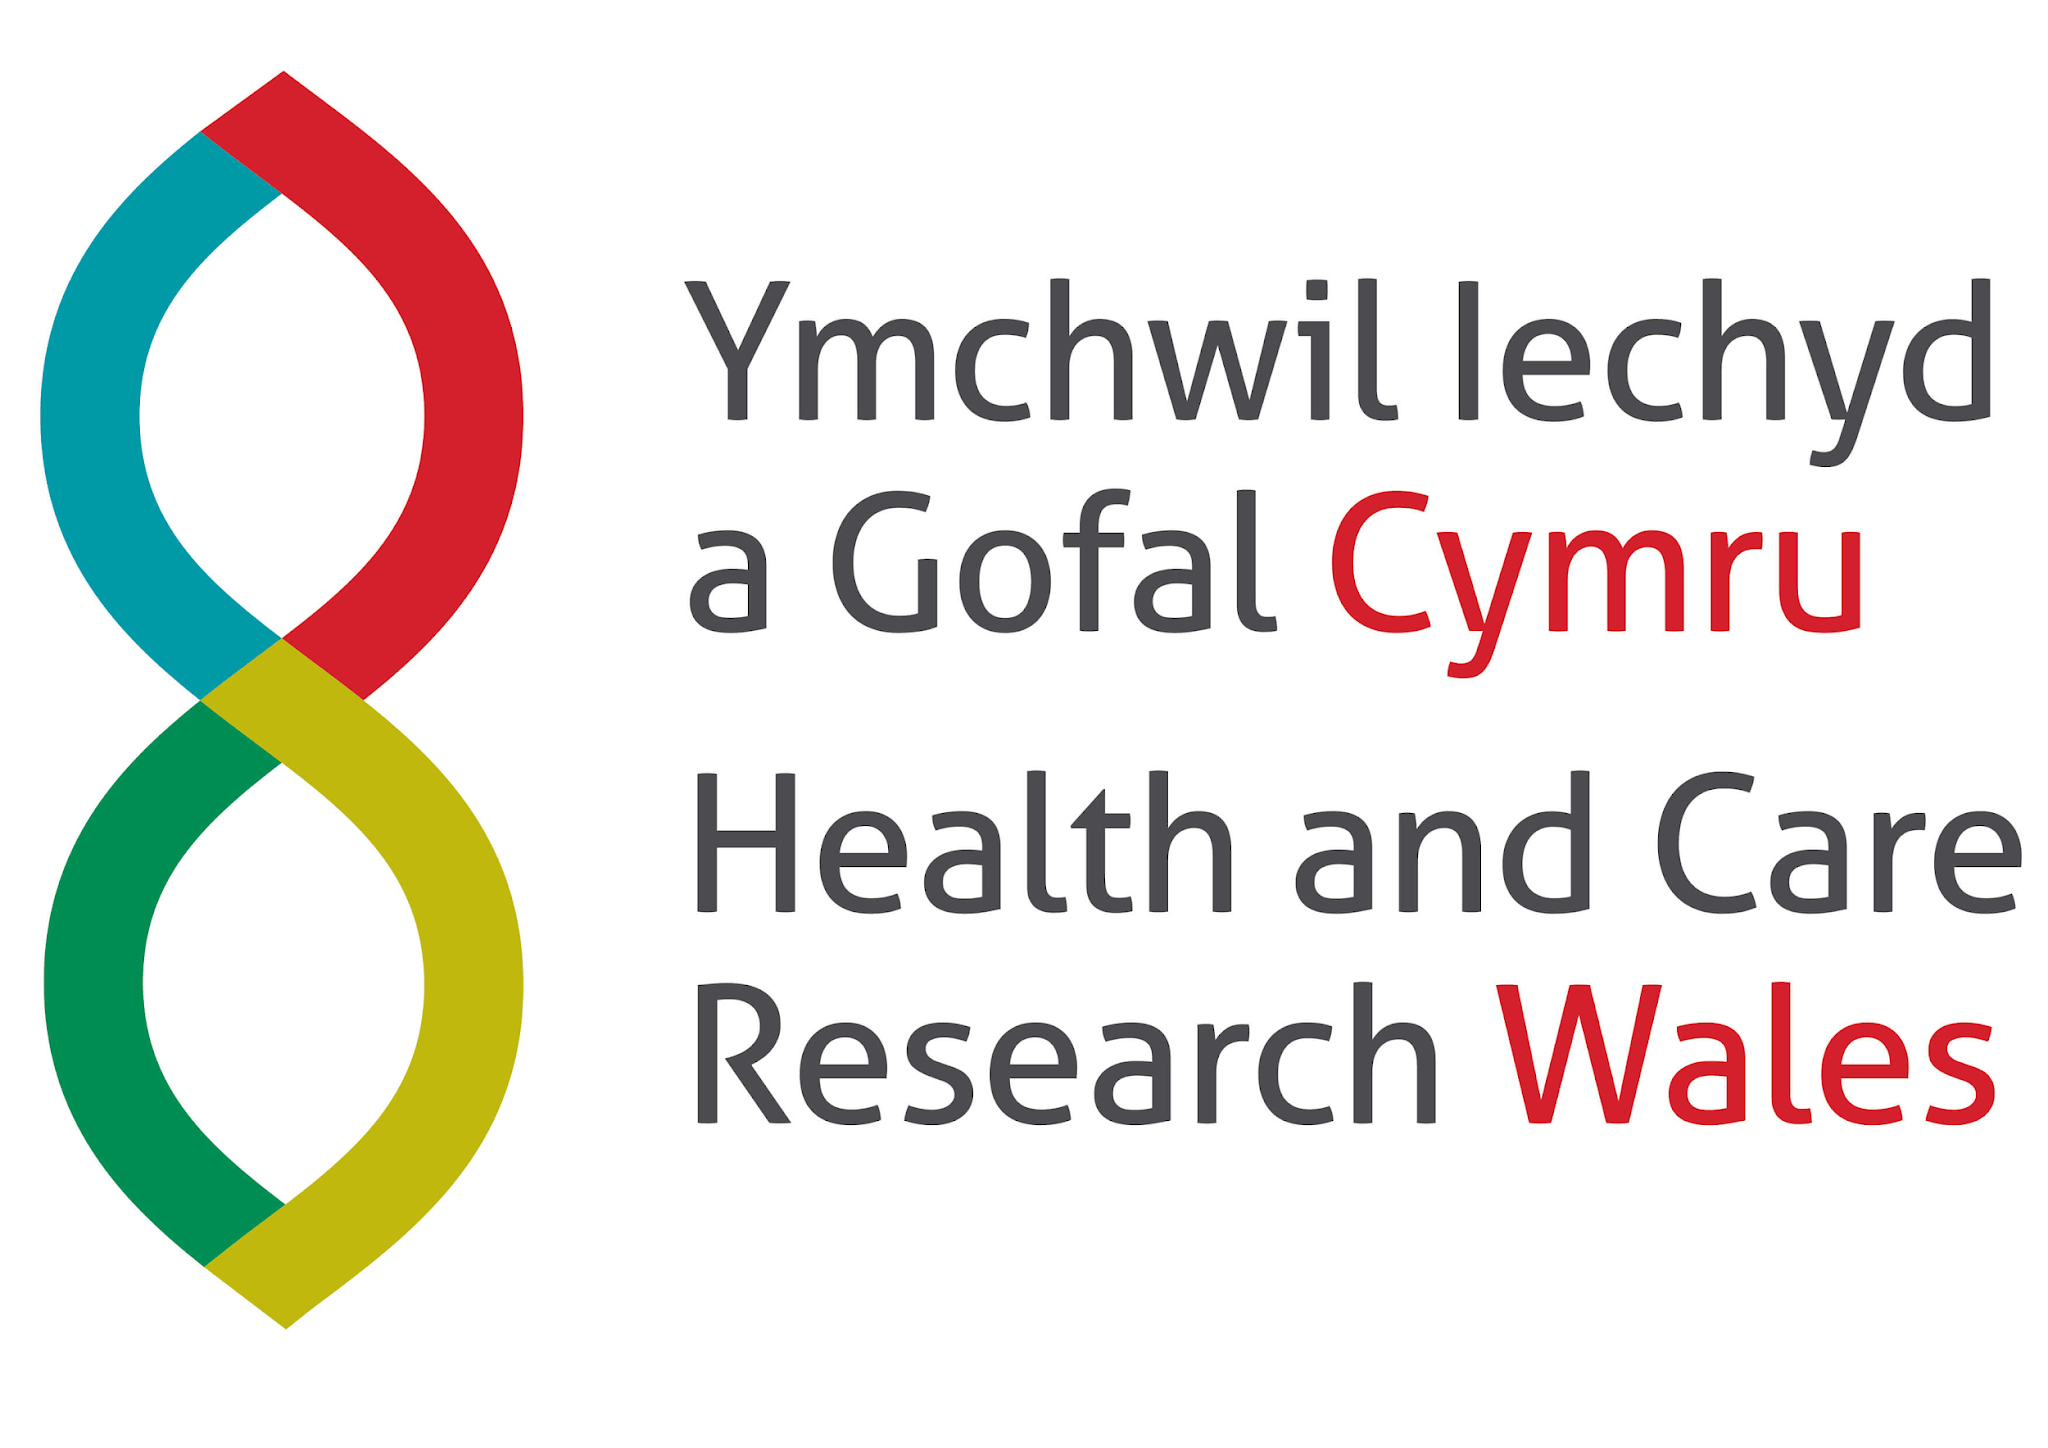 Ymchwil Iechyd
a Gofal Cymru
Health and Care
Research Wales